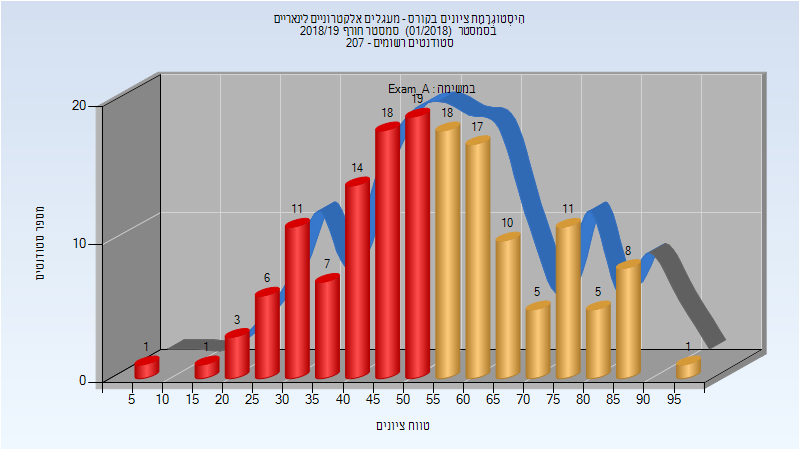 היסטוגרמת ציונים בקורס - מעגלים אלקטרוניים לינאריים
בסמסטר (01/2018) סמסטר חורף 2018/19
סטודנטים רשומים - 207
במשימה : Exam_A
מספר סטודנטים
20
10
0
1
1
3
6
11
7
14
18
19
18
17
10
5
11
5
8
1
5 10 15 20 25 30 35 40 45 50 55 60 65 70 75 80 85 90 95
טווח ציונים